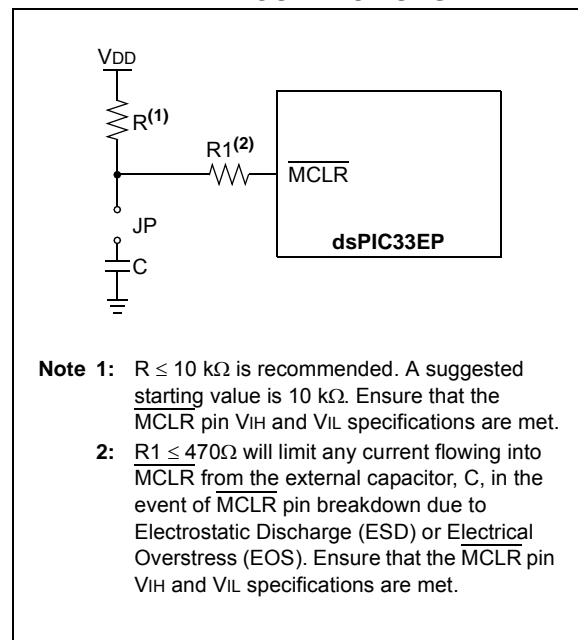 VDD
R(1)
R1(2)
MCLR
JP
dsPIC33EP
C
Note 1: R ≤ 10 kΩ is recommended. A suggested
starting value is 10 kΩ. Ensure that the
MCLR pin VIH and VIL specifications are met.
2: R1 ≤ 470Ω will limit any current flowing into
MCLR from the external capacitor, C, in the
event of MCLR pin breakdown due to
Electrostatic Discharge (ESD) or Electrical
Overstress (EOS). Ensure that the MCLR pin
VIH and VIL specifications are met.